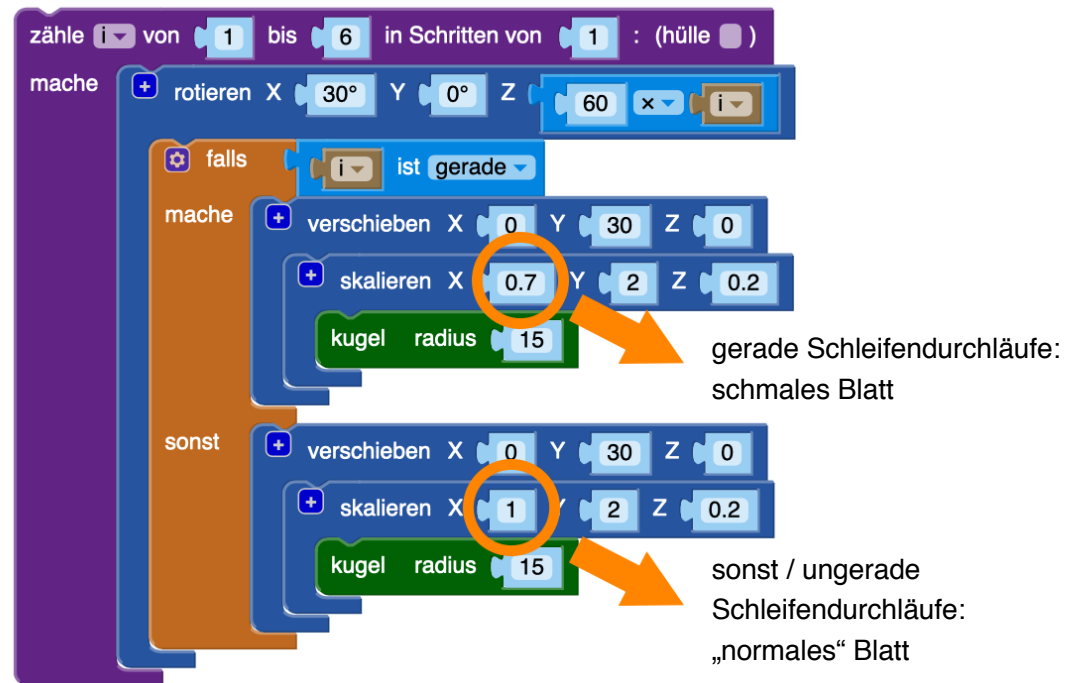 zähle i von 1 bis 6 in Schritten von 1 : (hülle )
mache
rotieren X 30° Y 0° Z 60 × i
falls i ist gerade
mache
verschieben X 0 Y 30 Z 0
skalieren X 0.7 Y 2 Z 0.2
kugel radius 15
gerade Schleifendurchläufe:
schmales Blatt
sonst
verschieben X 0 Y 30 Z 0
skalieren X 1 Y 2 Z 0.2
kugel radius 15
sonst / ungerade
Schleifendurchläufe:
„normales“ Blatt